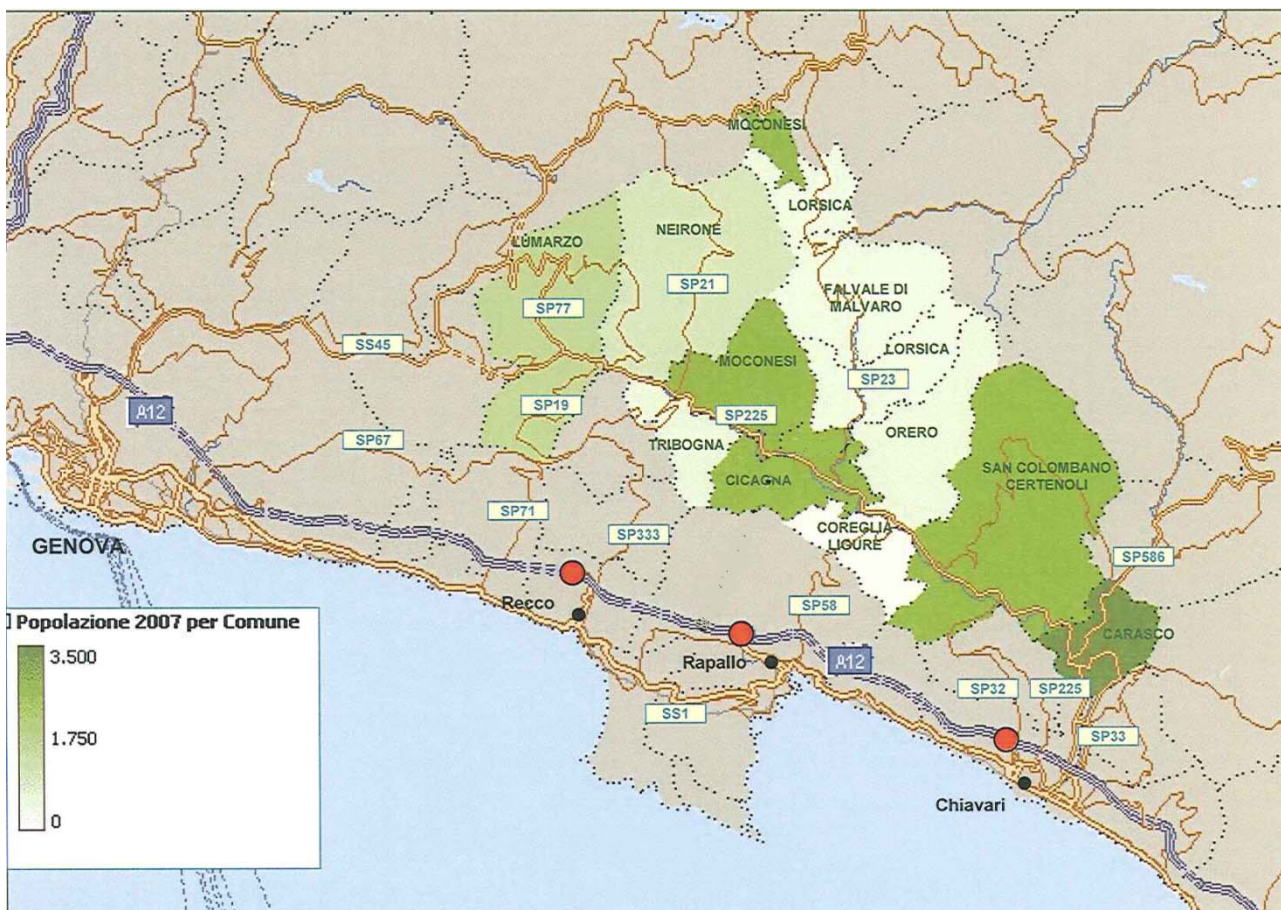 MOCONESI
LORSICA
NEIRONE
LUMARZO
SP21
FALVALE DI
MALVARO
SP77
SS45
LORSICA
MOCONESI
SP23
A12
SP19
SP225
SP67
ORERO
TRIBOGNA
SAN COLOMBANO
CERTENOLI
CICAGNA
SP71
COREGLIA
LIGURE
SP333
GENOVA
SP586
Recco
SP58
Popolazione 2007 per Comune
3.500
1.750
0
CARASCO
Rapallo
A12
SP32
SP225
SS1
SP33
Chiavari